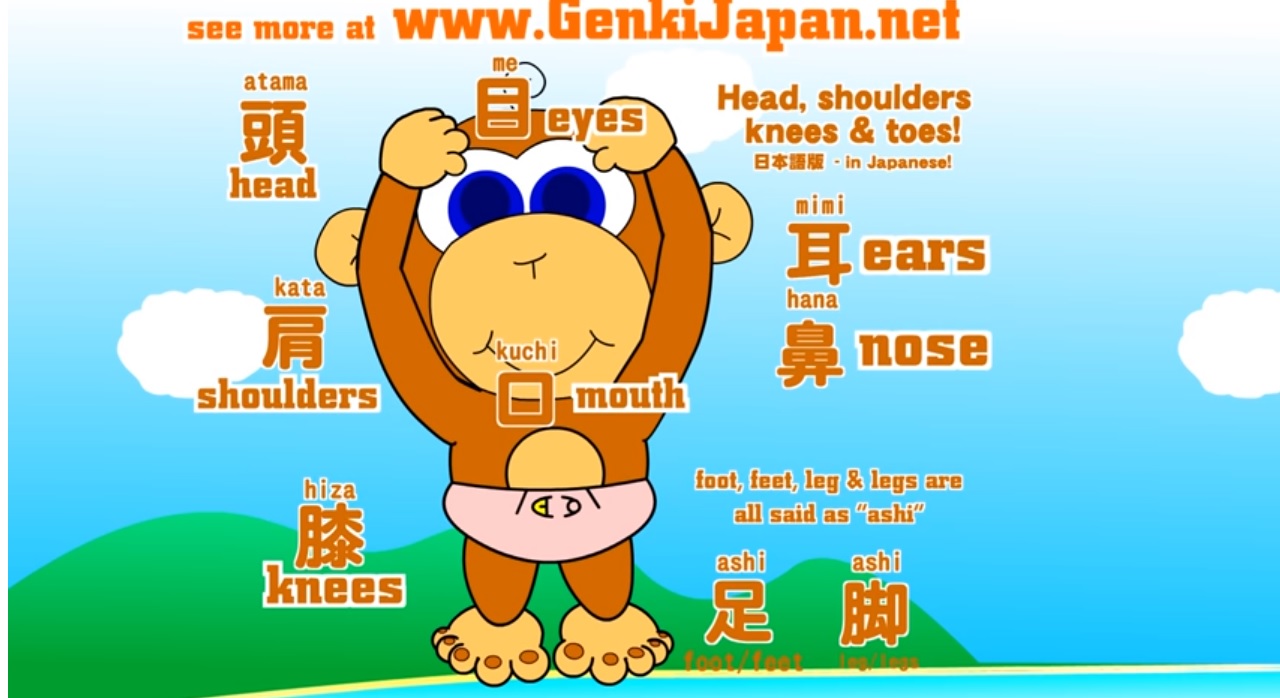 see more at www.GenkiJapan.net
atama
頭
head
me
目 eyes
Head, shoulders
knees & toes!
日本語版 - in Japanese!
mimi
耳 ears
hana
鼻 nose
kata
肩
shoulders
kuchi
口 mouth
hiza
膝
knees
foot, feet, leg & legs are
all said as "ashi"
ashi ashi
足 脚
foot/feet leg/legs